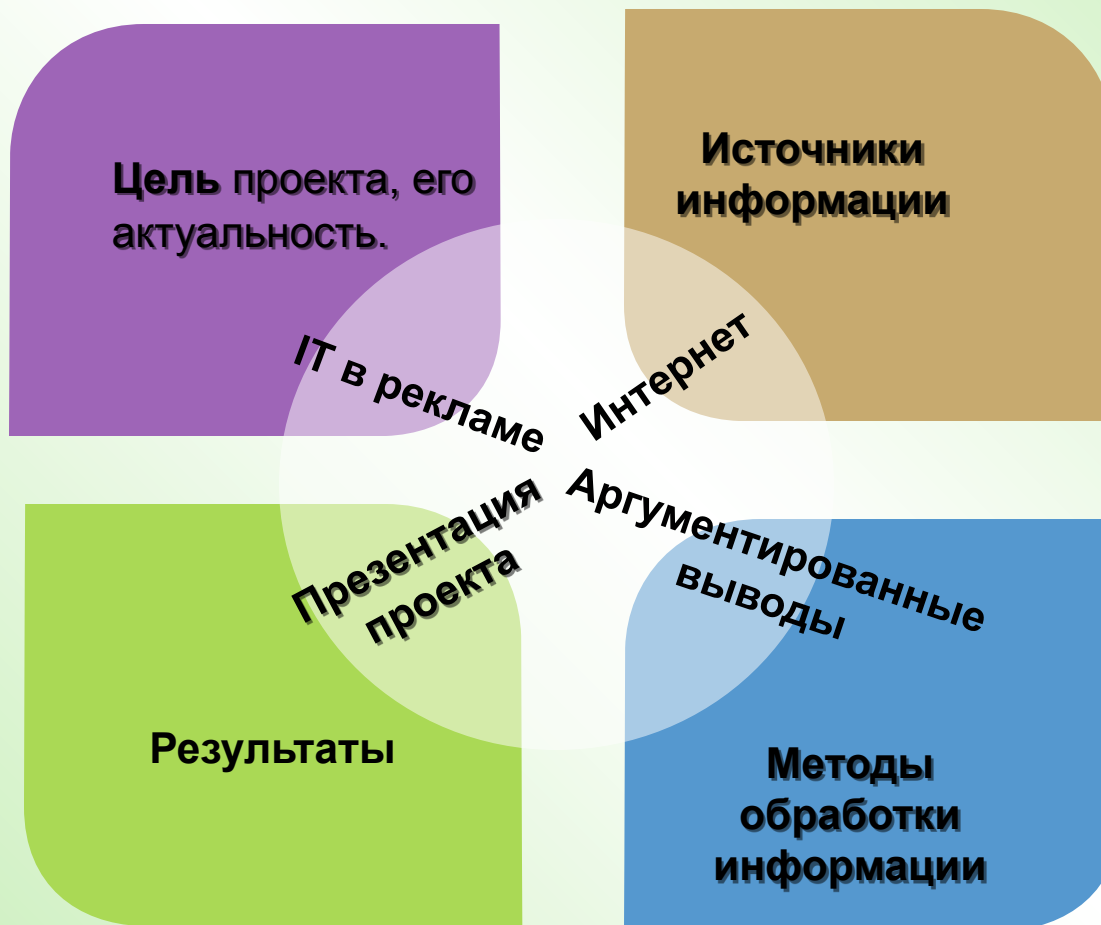 Цель проекта, его
актуальность.
Источники
информации
IT в рекламе
Интернет
Презентация
проекта
Аргументированные
выводы
Результаты
Методы
обработки
информации